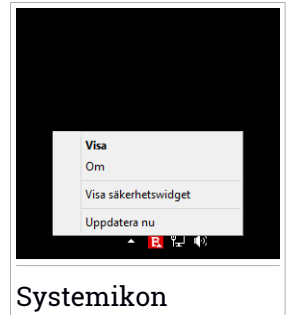 Visa
Om
Visa säkerhetswidget
Uppdatera nu
B
Systemikon